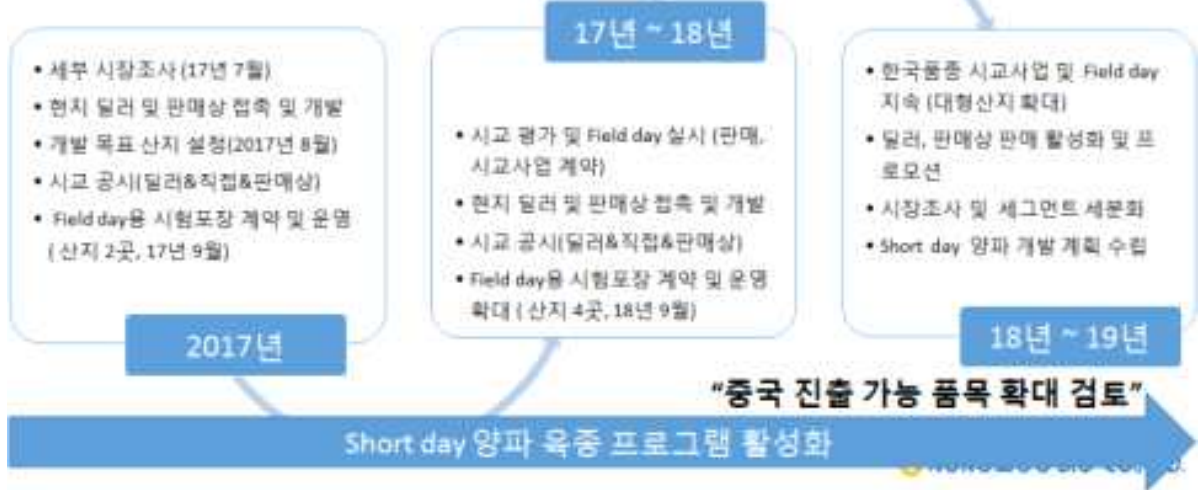 • 세부 시장조사 (17년 7월)
• 현지 딜러 및 판매상 접촉 및 개발
• 개발 목표 산지 설정(2017년 8월)
• 시교 공시(딜러&직접&판매상)
• Field day용 시험포장 계약 및 운영
( 산지 2곳, 17년 9월)
2017년
17년 ~ 18년
• 시교 평가 및 Field day 실시 (판매,
시교사업 계약)
• 현지 딜러 및 판매상 접촉 및 개발
• 시교 공시(딜러&직접&판매상)
• Field day용 시험포장 계약 및 운영
확대 ( 산지 4곳, 18년 9월)
• 한국품종 시교사업 및 Field day
지속 (대형산지 확대)
• 딜러, 판매상 판매 활성화 및 프
로모션
• 시장조사 및 세그먼트 세분화
• Short day 양파 개발 계획 수립
18년 ~ 19년
"중국 진출 가능 품목 확대 검토"
Short day 양파 육종 프로그램 활성화